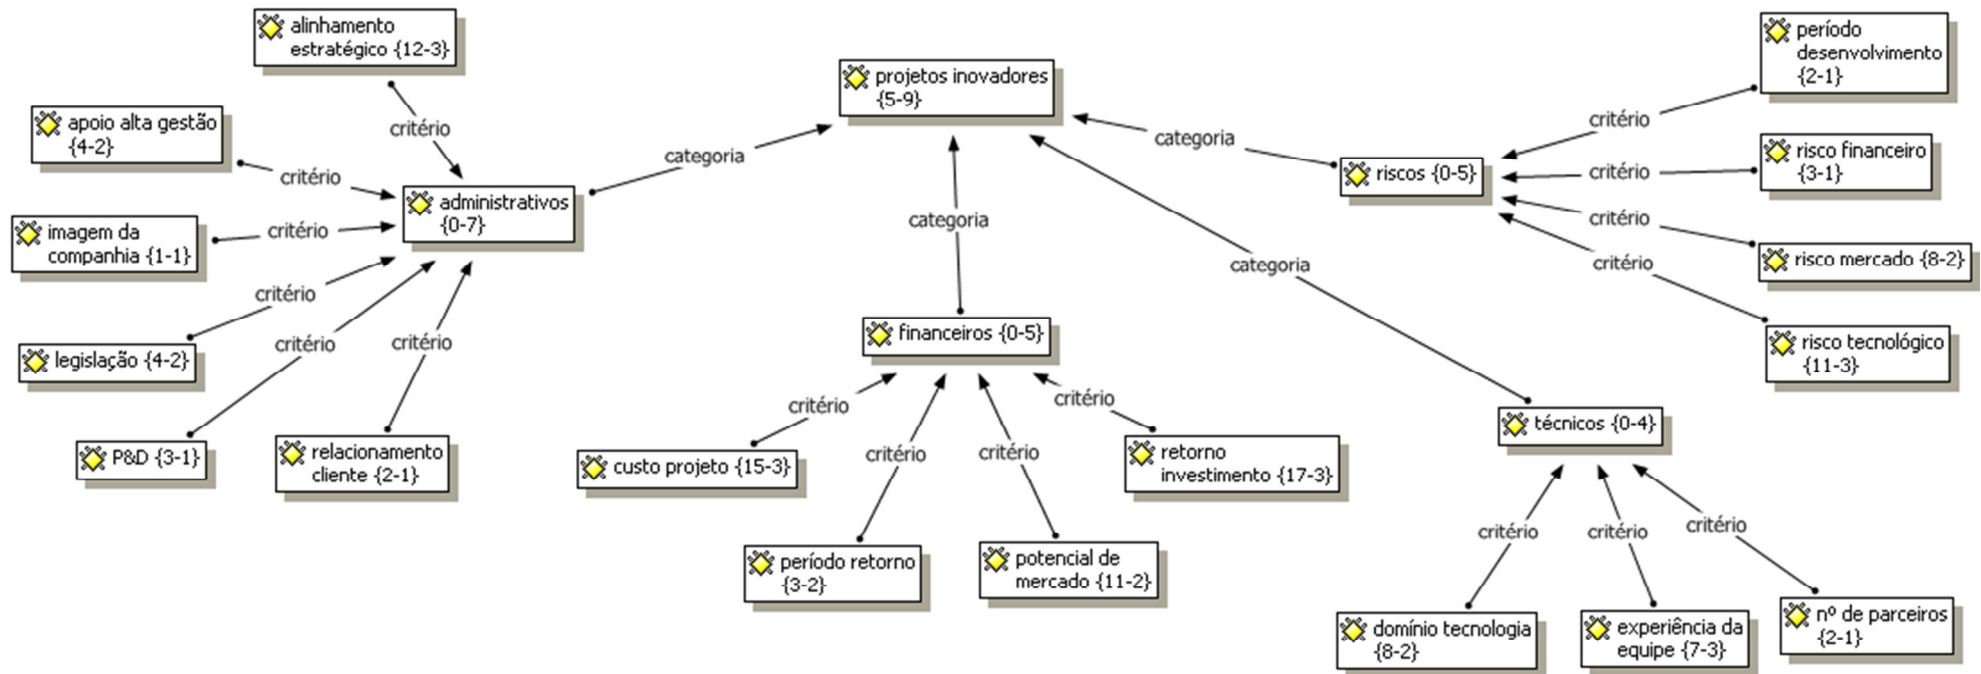 alinhamento
estratégico {12-3}
critério
apoio alta gestão
{4-2}
critério
imagem da
companhia {1-1}
critério
legislação {4-2}
critério
P&D {3-1}
critério
relacionamento
cliente {2-1}
critério
administrativos
{0-7}
categoria
projetos inovadores
{5-9}
categoria
financeiros {0-5}
critério
custo projeto {15-3}
critério
período retorno
{3-2}
critério
potencial de
mercado {11-2}
critério
retorno
investimento {17-3}
categoria
técnicos {0-4}
critério
domínio tecnologia
{8-2}
critério
experiência da
equipe {7-3}
critério
nº de parceiros
{2-1}
categoria
riscos {0-5}
critério
período
desenvolvimento
{2-1}
critério
risco financeiro
{3-1}
critério
risco mercado {8-2}
critério
risco tecnológico
{11-3}